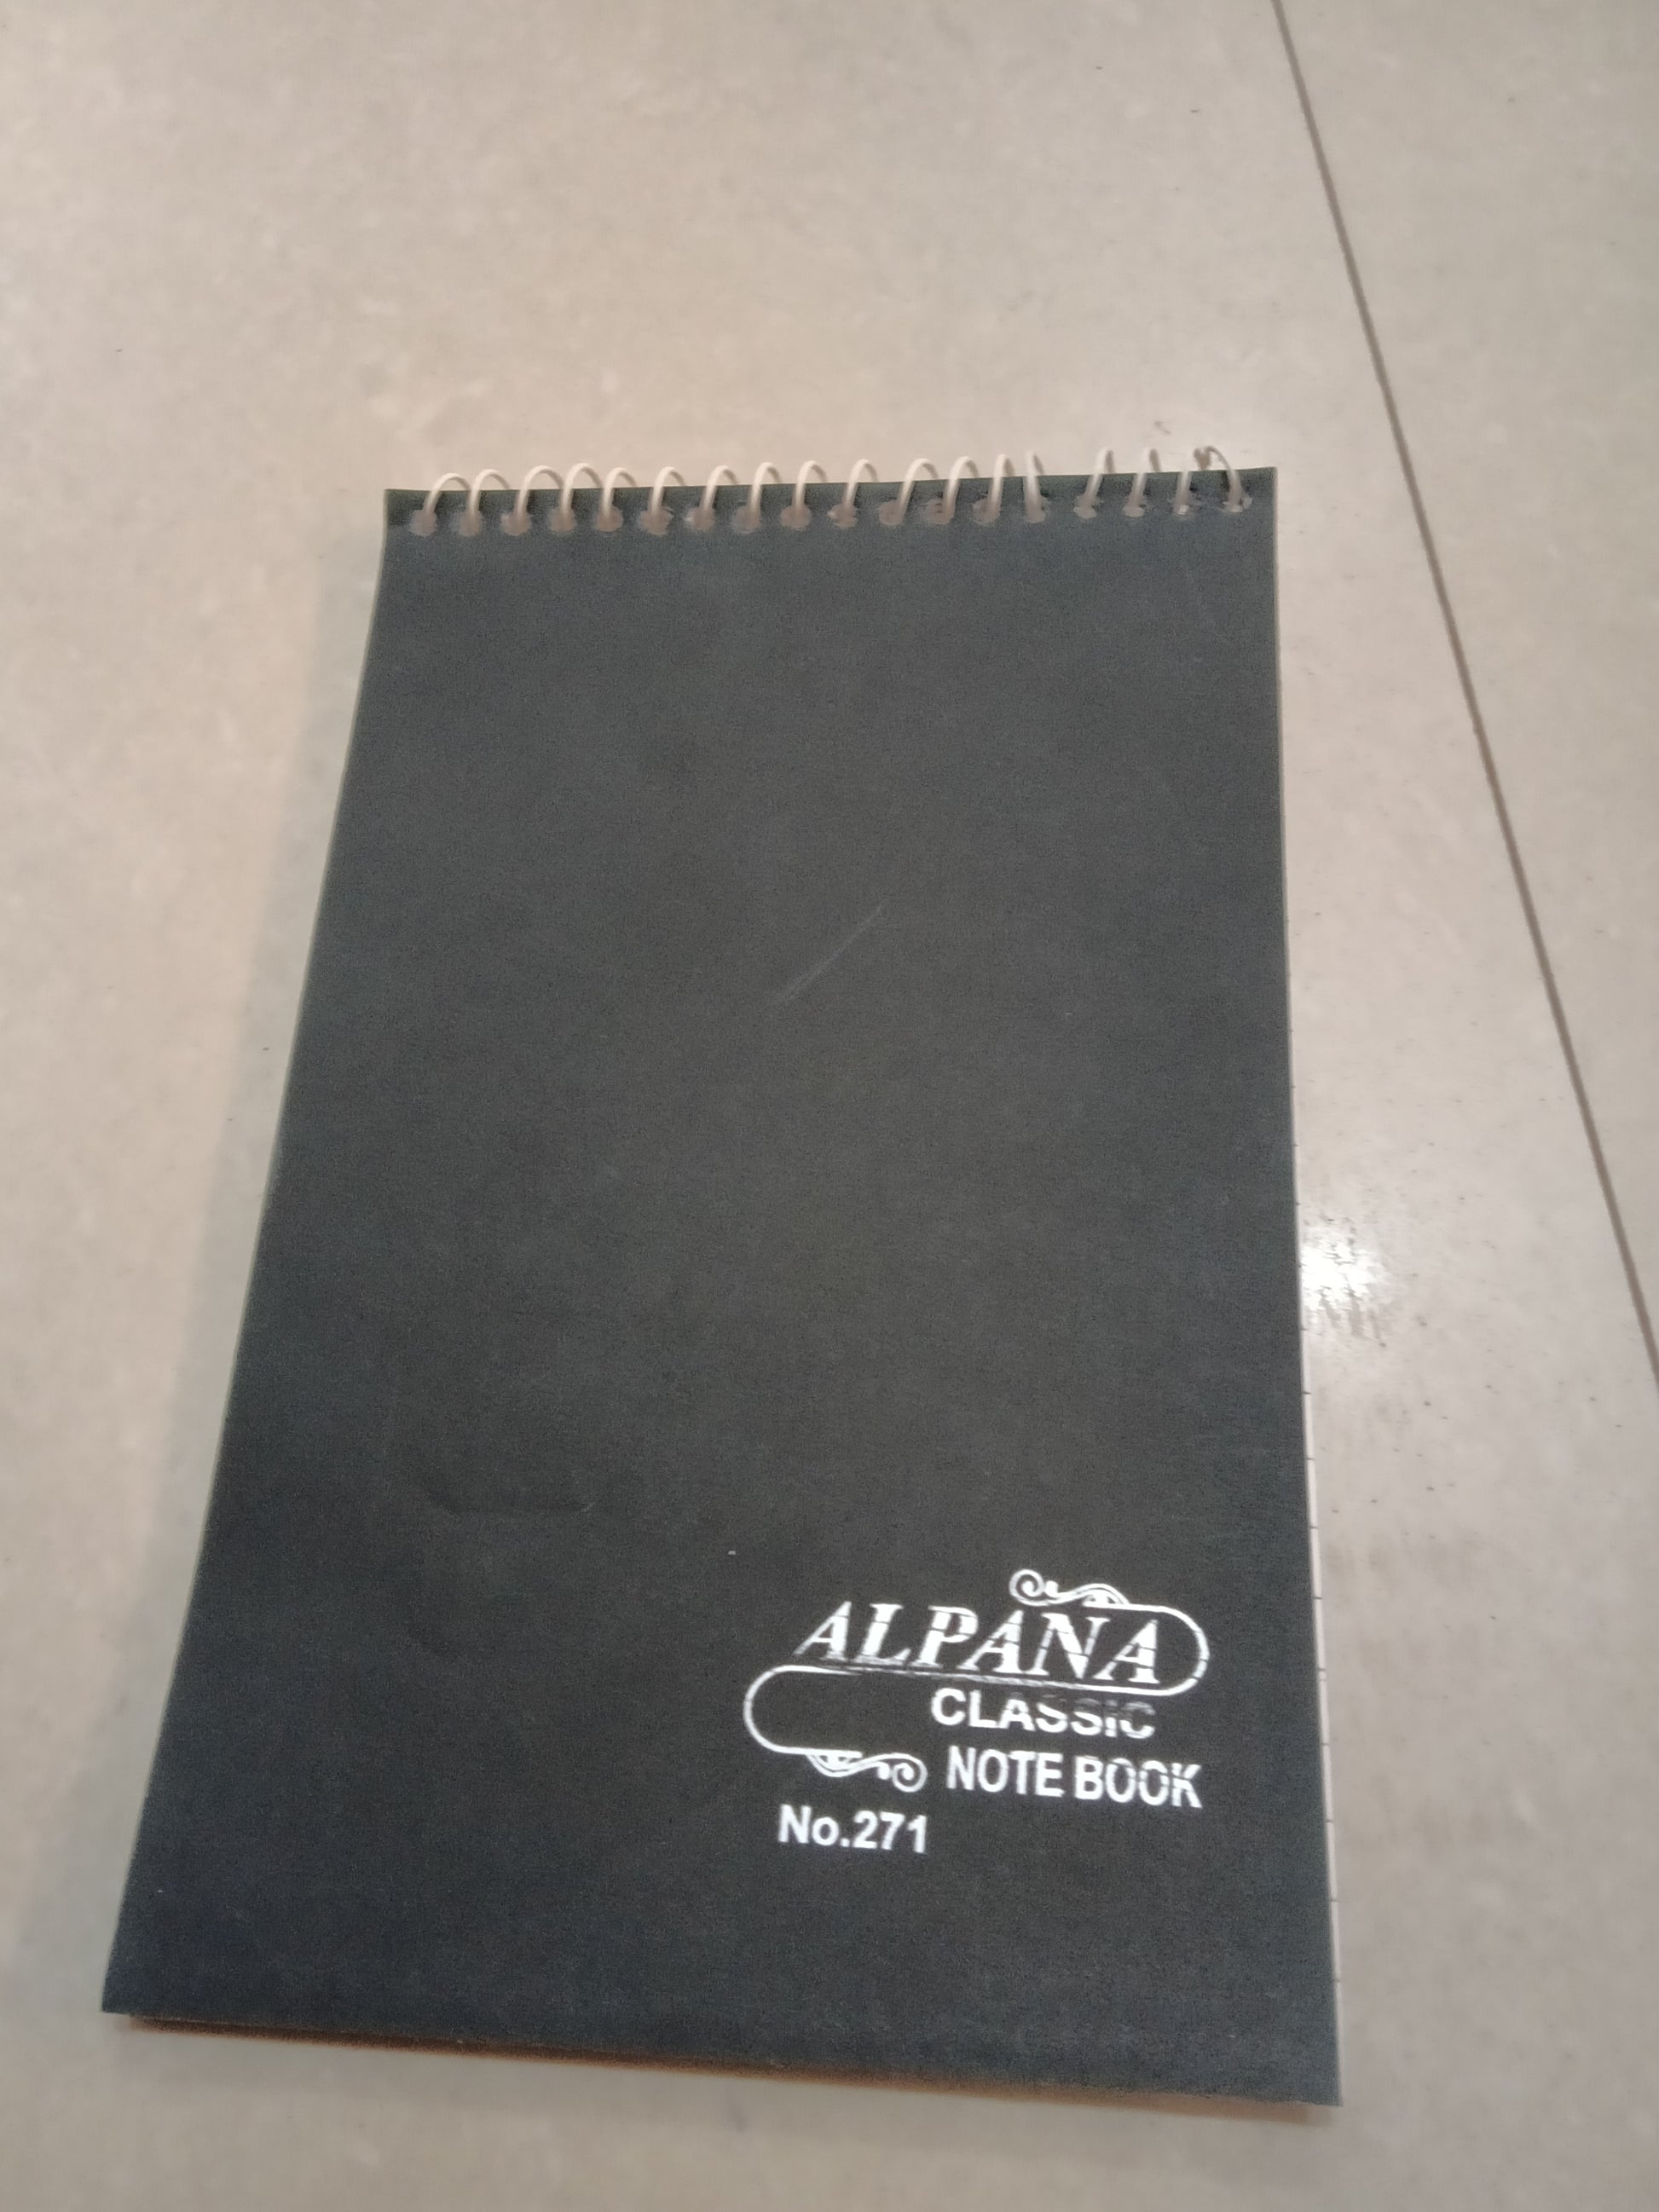 ALPANA
CLASSIC
NOTE BOOK
No.271